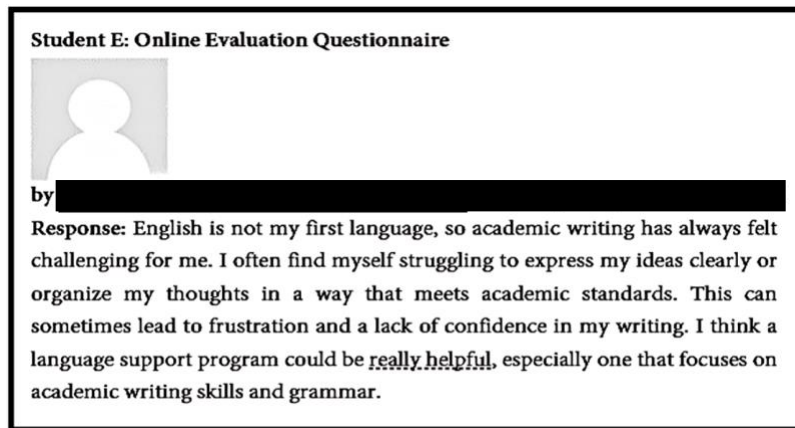 Student E: Online Evaluation Questionnaire
by
Response: English is not my first language, so academic writing has always felt
challenging for me. I often find myself struggling to express my ideas clearly or
organize my thoughts in a way that meets academic standards. This can
sometimes lead to frustration and a lack of confidence in my writing. I think a
language support program could be really helpful, especially one that focuses on
academic writing skills and grammar.